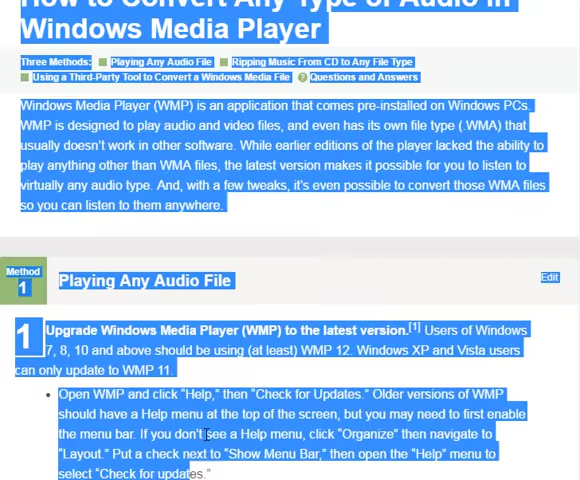 How to Convert Any Type of Audio in
Windows Media Player
Three Methods: Playing Any Audio File Ripping Music From CD to Any File Type
Using a Third-Party Tool to Convert a Windows Media File ? Questions and Answers
Windows Media Player (WMP) is an application that comes pre-installed on Windows PCs.
WMP is designed to play audio and video files, and even has its own file type (.WMA) that
usually doesn’t work in other software. While earlier editions of the player lacked the ability to
play anything other than WMA files, the latest version makes it possible for you to listen to
virtually any audio type. And, with a few tweaks, it’s even possible to convert those WMA files
so you can listen to them anywhere.
Method
1
Playing Any Audio File
Edit
1 Upgrade Windows Media Player (WMP) to the latest version.[1] Users of Windows
7, 8, 10 and above should be using (at least) WMP 12. Windows XP and Vista users
can only update to WMP 11.
• Open WMP and click “Help,” then “Check for Updates.” Older versions of WMP
should have a Help menu at the top of the screen, but you may need to first enable
the menu bar. If you don’t see a Help menu, click “Organize” then navigate to
“Layout.” Put a check next to “Show Menu Bar,” then open the “Help” menu to
select “Check for updates.”